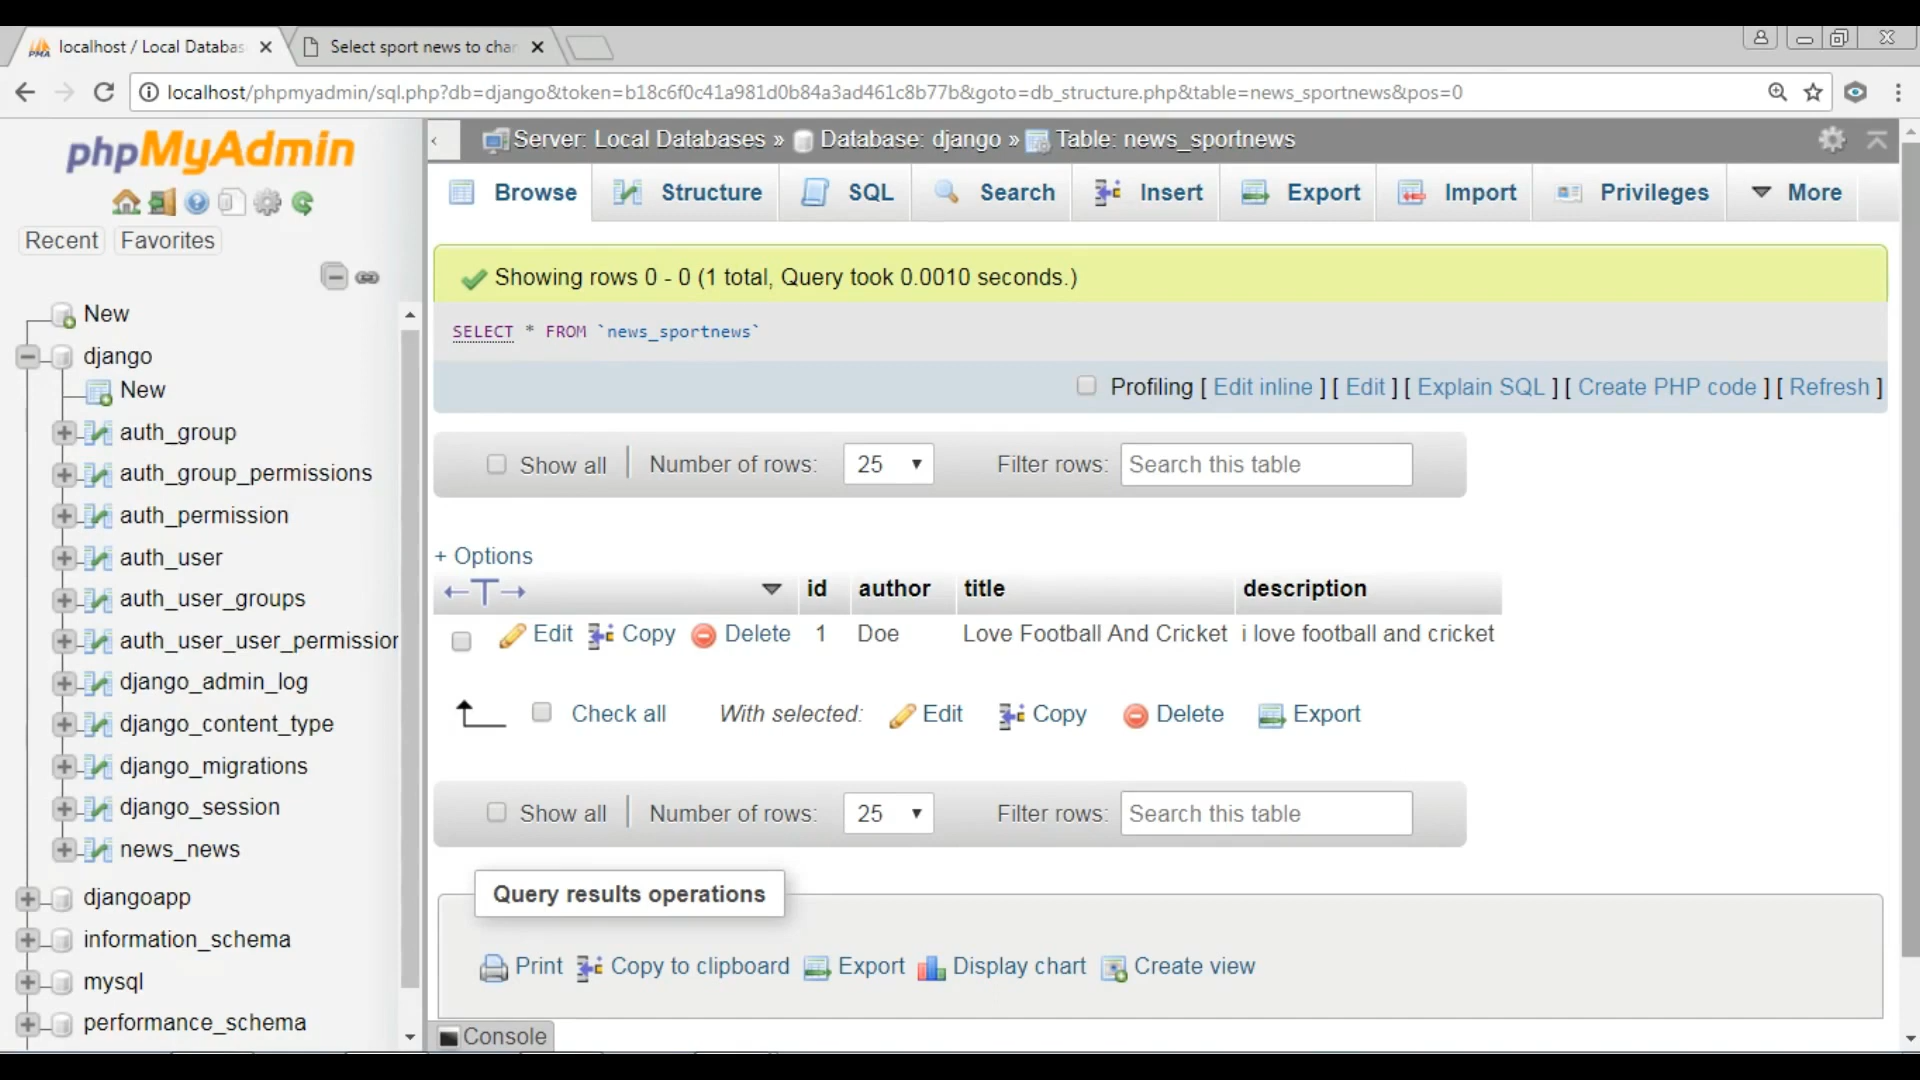 localhost / Local Databas
Select sport news to char
localhost/phpmyadmin/sql.php?db=django&token=b18c6f0c41a981d0b84a3ad461c8b77b&goto=db_structure.php&table=news_sportnews&pos=0
phpMyAdmin
Recent Favorites
New
django
New
auth_group
auth_group_permissions
auth_permission
auth_user
auth_user_groups
auth_user_user_permission
django_admin_log
django_content_type
django_migrations
django_session
news_news
djangoapp
information_schema
mysql
performance_schema
Server: Local Databases » Database: django » Table: news_sportnews
Browse Structure SQL Search Insert Export Import Privileges More
Showing rows 0 - 0 (1 total, Query took 0.0010 seconds.)
SELECT * FROM `news_sportnews`
Profiling [ Edit inline ] [ Edit ] [ Explain SQL ] [ Create PHP code ] [ Refresh ]
Show all | Number of rows: 25 Filter rows: Search this table
+ Options
←T→ id author title description
Edit Copy Delete 1 Doe Love Football And Cricket i love football and cricket
Check all With selected: Edit Copy Delete Export
Show all | Number of rows: 25 Filter rows: Search this table
Query results operations
Print Copy to clipboard Export Display chart Create view
Console